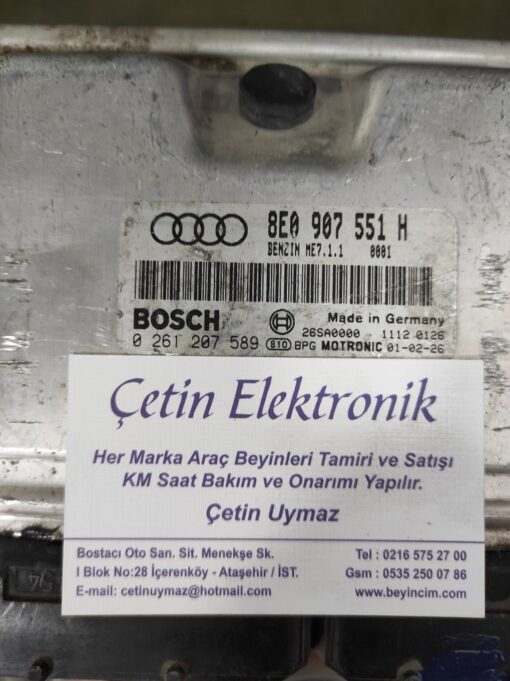 8E0 907 551 H
BENZIN ME7.1.1 0001
BOSCH Made in Germany
26SA0000 1112 0126
0 261 207 589 810 BPG MOTRONIC 01-02-26
Çetin Elektronik
Her Marka Araç Beyinleri Tamiri ve Satışı
KM Saat Bakım ve Onarımı Yapılır.
Çetin Uymaz
Bostacı Oto San. Sit. Menekşe Sk.
I Blok No:28 İçerenköy - Ataşehir / İST.
E-mail: cetinuymaz@hotmail.com
Tel : 0216 575 27 00
Gsm : 0535 250 07 86
www.beyincim.com